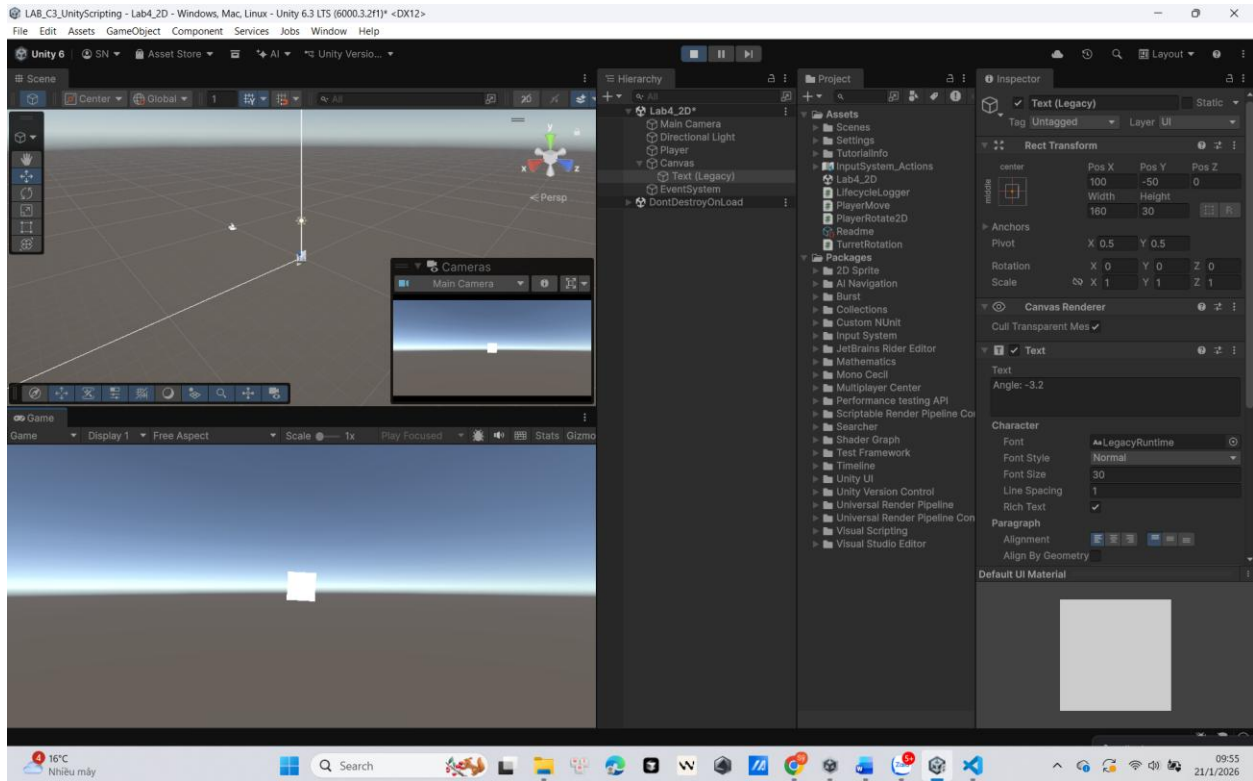 LAB_C3_UnityScripting - Lab4_2D - Windows, Mac, Linux - Unity 6.3 LTS (6000.3.2f1)* <DX12>
File Edit Assets GameObject Component Services Jobs Window Help
Unity 6 SN Asset Store AI Unity Versio...
Layout
Scene
Center Global 1 All 2D
y
x z
Persp
Cameras
Main Camera
Game
Game Display 1 Free Aspect Scale 1x Play Focused Stats Gizmo
Hierarchy
All
Lab4_2D*
Main Camera
Directional Light
Player
Canvas
Text (Legacy)
EventSystem
DontDestroyOnLoad
Project
Assets
Scenes
Settings
TutorialInfo
InputSystem_Actions
Lab4_2D
LifecycleLogger
PlayerMove
PlayerRotate2D
Readme
TurretRotation
Packages
2D Sprite
AI Navigation
Burst
Collections
Custom NUnit
Input System
JetBrains Rider Editor
Mathematics
Mono Cecil
Multiplayer Center
Performance testing API
Scriptable Render Pipeline Co
Searcher
Shader Graph
Test Framework
Timeline
Unity UI
Unity Version Control
Universal Render Pipeline
Universal Render Pipeline Con
Visual Scripting
Visual Studio Editor
Inspector
Text (Legacy) Static
Tag Untagged Layer UI
Rect Transform
center Pos X Pos Y Pos Z
middle 100 -50 0
Width Height
160 30 R
Anchors
Pivot X 0.5 Y 0.5
Rotation X 0 Y 0 Z 0
Scale X 1 Y 1 Z 1
Canvas Renderer
Cull Transparent Mes
Text
Text
Angle: -3.2
Character
Font LegacyRuntime
Font Style Normal
Font Size 30
Line Spacing 1
Rich Text
Paragraph
Alignment
Align By Geometry
Default UI Material
16°C
Nhiều mây
Search
09:55
21/1/2026